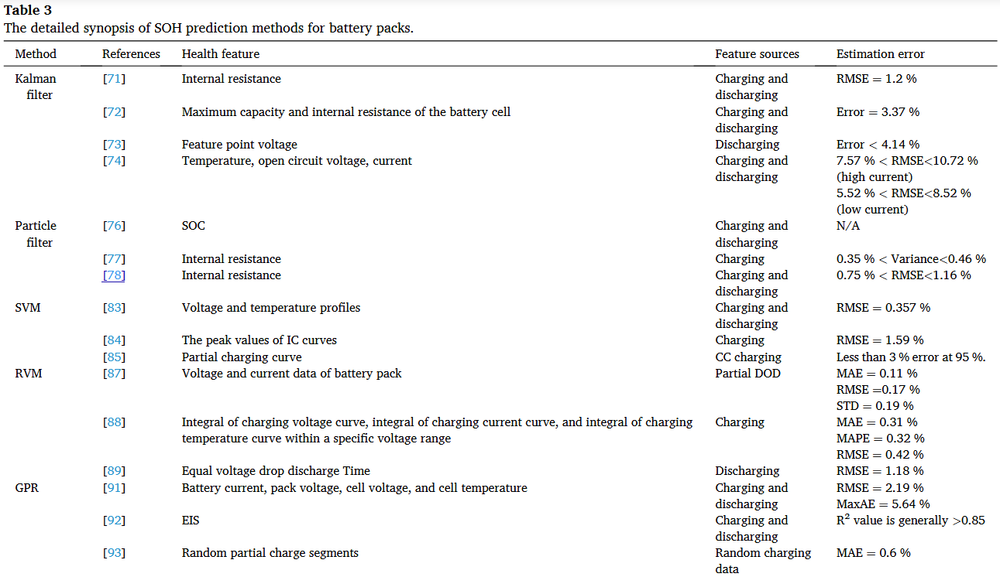 Table 3
The detailed synopsis of SOH prediction methods for battery packs.
Method References Health feature Feature sources Estimation error
Kalman [71] Internal resistance Charging and RMSE = 1.2 %
filter discharging
[72] Maximum capacity and internal resistance of the battery cell Charging and Error = 3.37 %
discharging
[73] Feature point voltage Discharging Error < 4.14 %
[74] Temperature, open circuit voltage, current Charging and 7.57 % < RMSE<10.72 %
discharging (high current)
5.52 % < RMSE<8.52 %
(low current)
Particle [76] SOC Charging and N/A
filter discharging
[77] Internal resistance Charging 0.35 % < Variance<0.46 %
[78] Internal resistance Charging and 0.75 % < RMSE<1.16 %
discharging
SVM [83] Voltage and temperature profiles Charging and RMSE = 0.357 %
discharging
[84] The peak values of IC curves Charging RMSE = 1.59 %
[85] Partial charging curve CC charging Less than 3 % error at 95 %.
RVM [87] Voltage and current data of battery pack Partial DOD MAE = 0.11 %
RMSE =0.17 %
STD = 0.19 %
[88] Integral of charging voltage curve, integral of charging current curve, and integral of charging Charging MAE = 0.31 %
temperature curve within a specific voltage range MAPE = 0.32 %
RMSE = 0.42 %
[89] Equal voltage drop discharge Time Discharging RMSE = 1.18 %
GPR [91] Battery current, pack voltage, cell voltage, and cell temperature Charging and RMSE = 2.19 %
discharging MaxAE = 5.64 %
[92] EIS Charging and R² value is generally >0.85
discharging
[93] Random partial charge segments Random charging MAE = 0.6 %
data